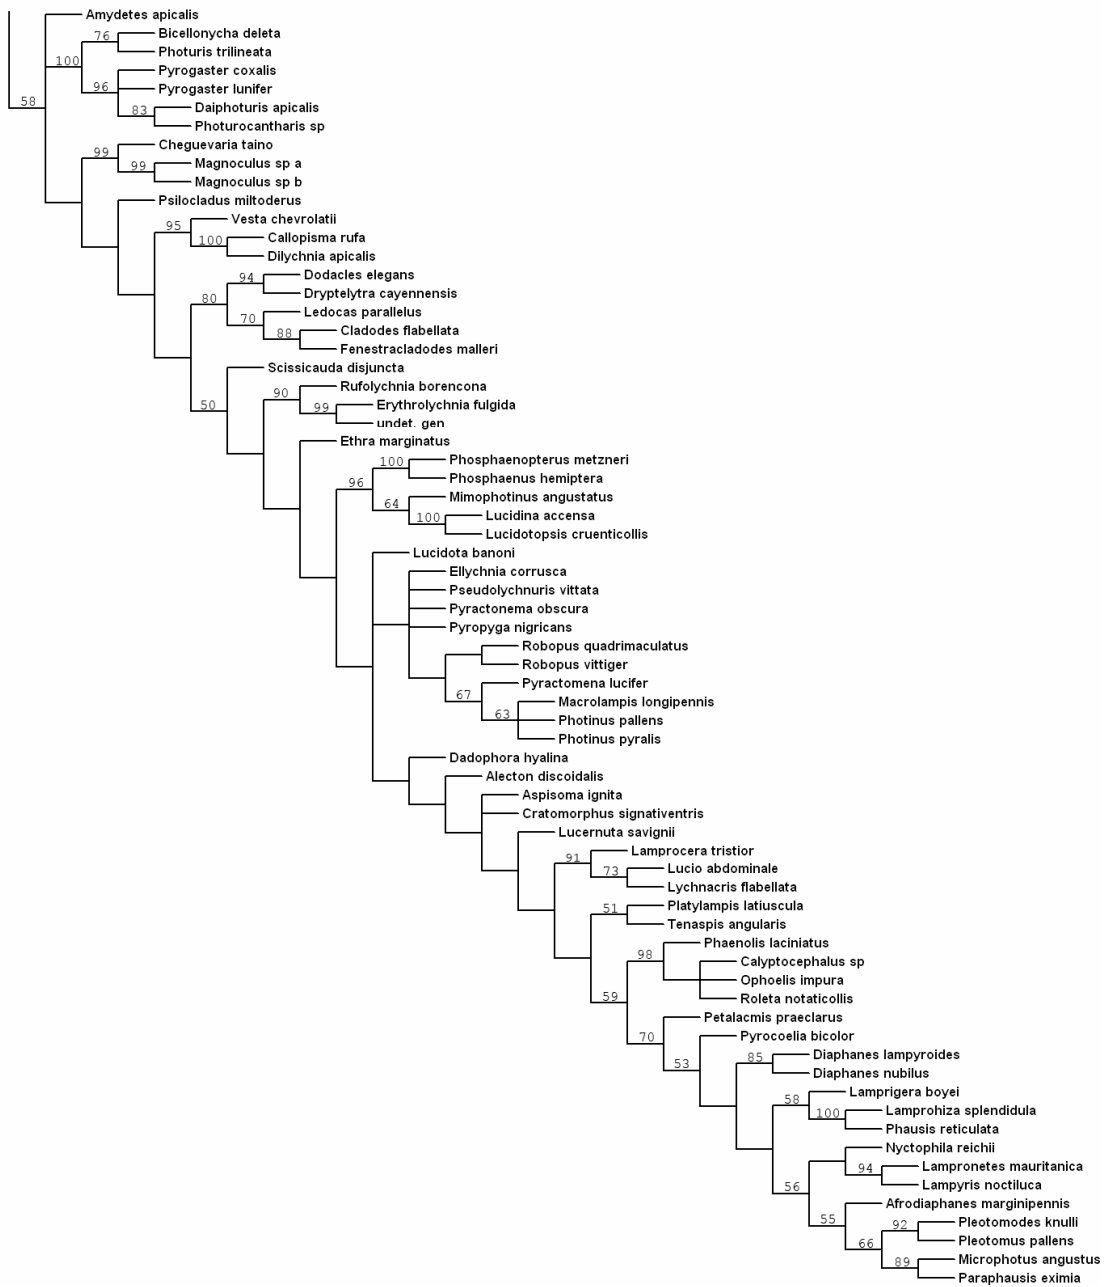 Amydetes apicalis
Bicellonycha deleta
76
Photuris trilineata
100
Pyrogaster coxalis
Pyrogaster lunifer
96
58
Daiphoturis apicalis
83
Photurocantharis sp
Cheguevaria taino
99
Magnoculus sp a
99
Magnoculus sp b
Psilocladus miltoderus
Vesta chevrolatii
95
Callopisma rufa
100
Dilychnia apicalis
Dodacles elegans
94
Dryptelytra cayennensis
80
Ledocas parallelus
70
Cladodes flabellata
88
Fenestracladodes malleri
Scissicauda disjuncta
Rufolychnia borencona
90
Erythrolychnia fulgida
99
50
undet. gen
Ethra marginatus
Phosphaenopterus metzneri
100
Phosphaenus hemiptera
96
Mimophotinus angustatus
64
Lucidina accensa
100
Lucidotopsis cruenticollis
Lucidota banoni
Ellychnia corrusca
Pseudolychnuris vittata
Pyractonema obscura
Pyropyga nigricans
Robopus quadrimaculatus
Robopus vittiger
Pyractomena lucifer
67
Macrolampis longipennis
63
Photinus pallens
Photinus pyralis
Dadophora hyalina
Alecton discoidalis
Aspisoma ignita
Cratomorphus signativentris
Lucernuta savignii
Lamprocera tristior
91
Lucio abdominale
73
Lychnacris flabellata
Platylampis latiuscula
51
Tenaspis angularis
Phaenolis laciniatus
98
Calyptocephalus sp
Ophoelis impura
59
Roleta notaticollis
Petalacmis praeclarus
70
Pyrocoelia bicolor
53
Diaphanes lampyroides
85
Diaphanes nubilus
Lamprigera boyei
58
Lamprohiza splendidula
100
Phausis reticulata
Nyctophila reichii
Lampronetes mauritanica
94
Lampyris noctiluca
56
Afrodiaphanes marginipennis
55
Pleotomodes knulli
92
Pleotomus pallens
66
Microphotus angustus
89
Paraphausis eximia